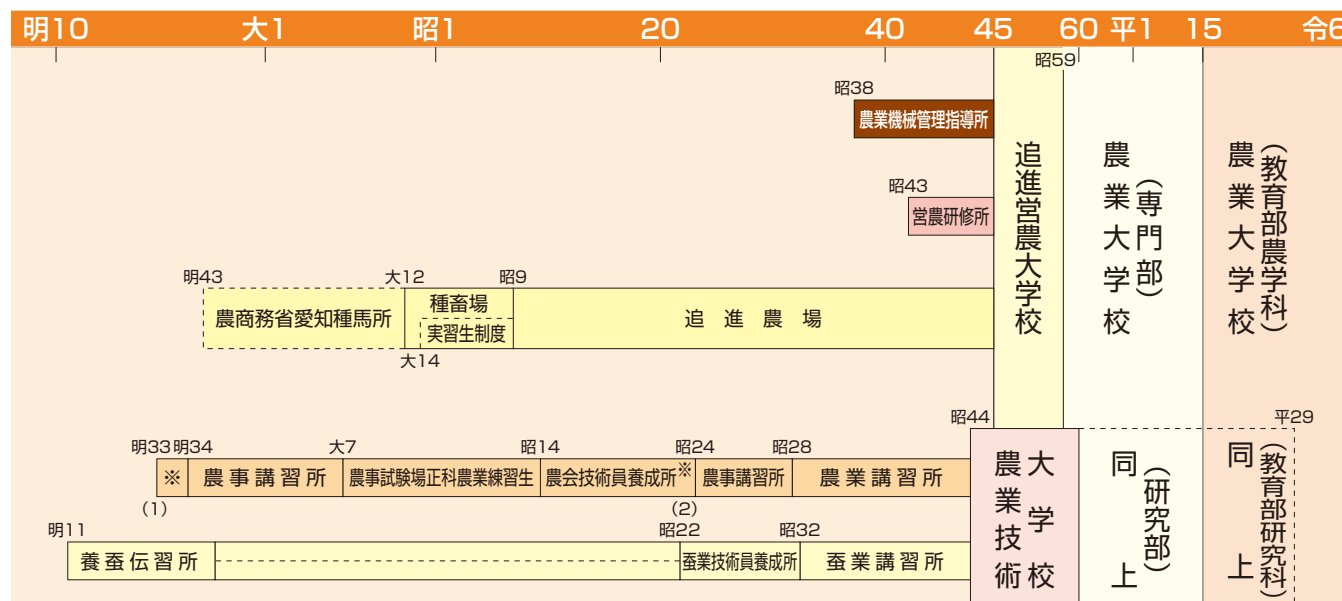 明10 大1 昭1 20 40 45 60 平1 15 令6
昭59
昭38
農業機械管理指導所
昭43
営農研修所
明43 大12 昭9
農商務省愛知種馬所
種畜場
実習生制度
追進農場
大14
追進営農大学校
農業大学校
(専門部)
農業大学校
(教育部農学科)
昭44
平29
明33 明34 大7 昭14 昭24 昭28
※
農事講習所
農事試験場正科農業練習生
農会技術員養成所※
農事講習所
農業講習所
(1) (2)
明11 昭22 昭32
養蚕伝習所
蚕業技術員養成所
蚕業講習所
農業技術
大学校
同上
(研究部)
同上
(教育部研究科)